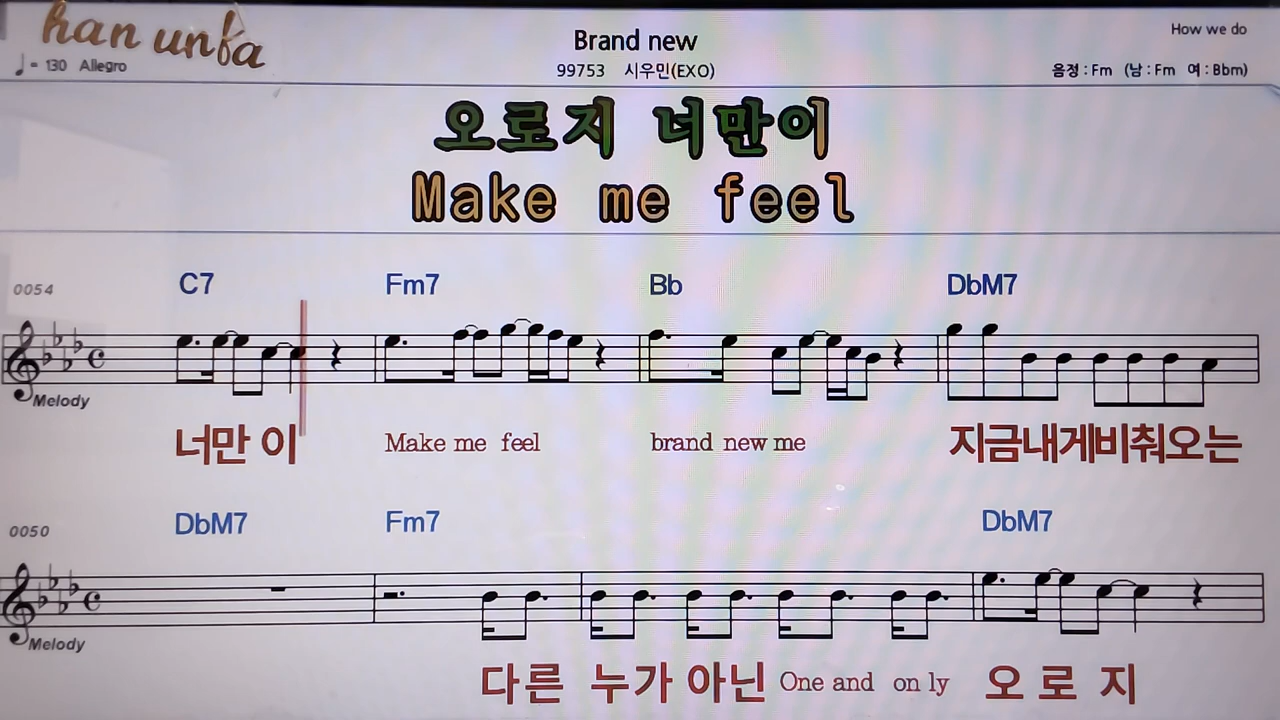 han unfa
Brand new
How we do
♩= 130 Allegro
99753 시우민(EXO)
음정 : Fm (남 : Fm 여 : Bbm)
오로지 너만이
Make me feel
C7 Fm7 Bb DbM7
0054
Melody
너만 이 Make me feel brand new me 지금내게비춰오는
DbM7 Fm7 DbM7
0050
Melody
다른 누가 아닌 One and on ly 오 로 지